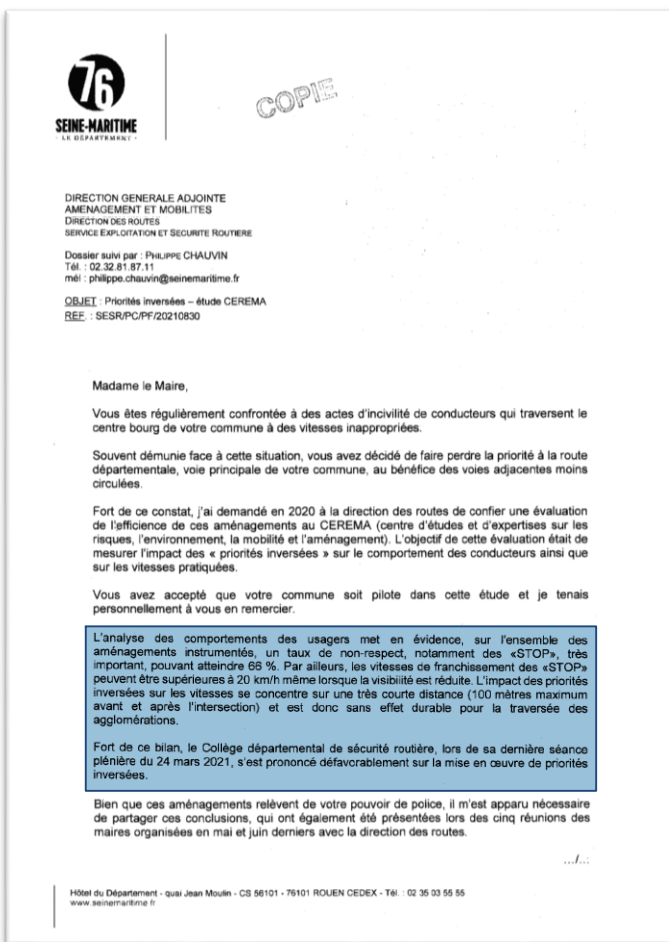 76
SEINE-MARITIME
· LE DÉPARTEMENT ·
COPIE
DIRECTION GENERALE ADJOINTE
AMENAGEMENT ET MOBILITES
DIRECTION DES ROUTES
SERVICE EXPLOITATION ET SECURITE ROUTIERE
Dossier suivi par : PHILIPPE CHAUVIN
Tél. : 02.32.81.87.11
mél : philippe.chauvin@seinemaritime.fr
OBJET : Priorités inversées – étude CEREMA
REF. : SESR/PC/PF/20210830
Madame le Maire,
Vous êtes régulièrement confrontée à des actes d'incivilité de conducteurs qui traversent le
centre bourg de votre commune à des vitesses inappropriées.
Souvent démunie face à cette situation, vous avez décidé de faire perdre la priorité à la route
départementale, voie principale de votre commune, au bénéfice des voies adjacentes moins
circulées.
Fort de ce constat, j'ai demandé en 2020 à la direction des routes de confier une évaluation
de l'efficience de ces aménagements au CEREMA (centre d'études et d'expertises sur les
risques, l'environnement, la mobilité et l'aménagement). L'objectif de cette évaluation était de
mesurer l'impact des « priorités inversées » sur le comportement des conducteurs ainsi que
sur les vitesses pratiquées.
Vous avez accepté que votre commune soit pilote dans cette étude et je tenais
personnellement à vous en remercier.
L'analyse des comportements des usagers met en évidence, sur l'ensemble des
aménagements instrumentés, un taux de non-respect, notamment des «STOP», très
important, pouvant atteindre 66 %. Par ailleurs, les vitesses de franchissement des «STOP»
peuvent être supérieures à 20 km/h même lorsque la visibilité est réduite. L'impact des priorités
inversées sur les vitesses se concentre sur une très courte distance (100 mètres maximum
avant et après l'intersection) et est donc sans effet durable pour la traversée des
agglomérations.
Fort de ce bilan, le Collège départemental de sécurité routière, lors de sa dernière séance
plénière du 24 mars 2021, s'est prononcé défavorablement sur la mise en œuvre de priorités
inversées.
Bien que ces aménagements relèvent de votre pouvoir de police, il m'est apparu nécessaire
de partager ces conclusions, qui ont également été présentées lors des cinq réunions des
maires organisées en mai et juin derniers avec la direction des routes.
.../...
Hôtel du Département - quai Jean Moulin - CS 56101 - 76101 ROUEN CEDEX - Tél. : 02 35 03 55 55
www.seinemaritime.fr